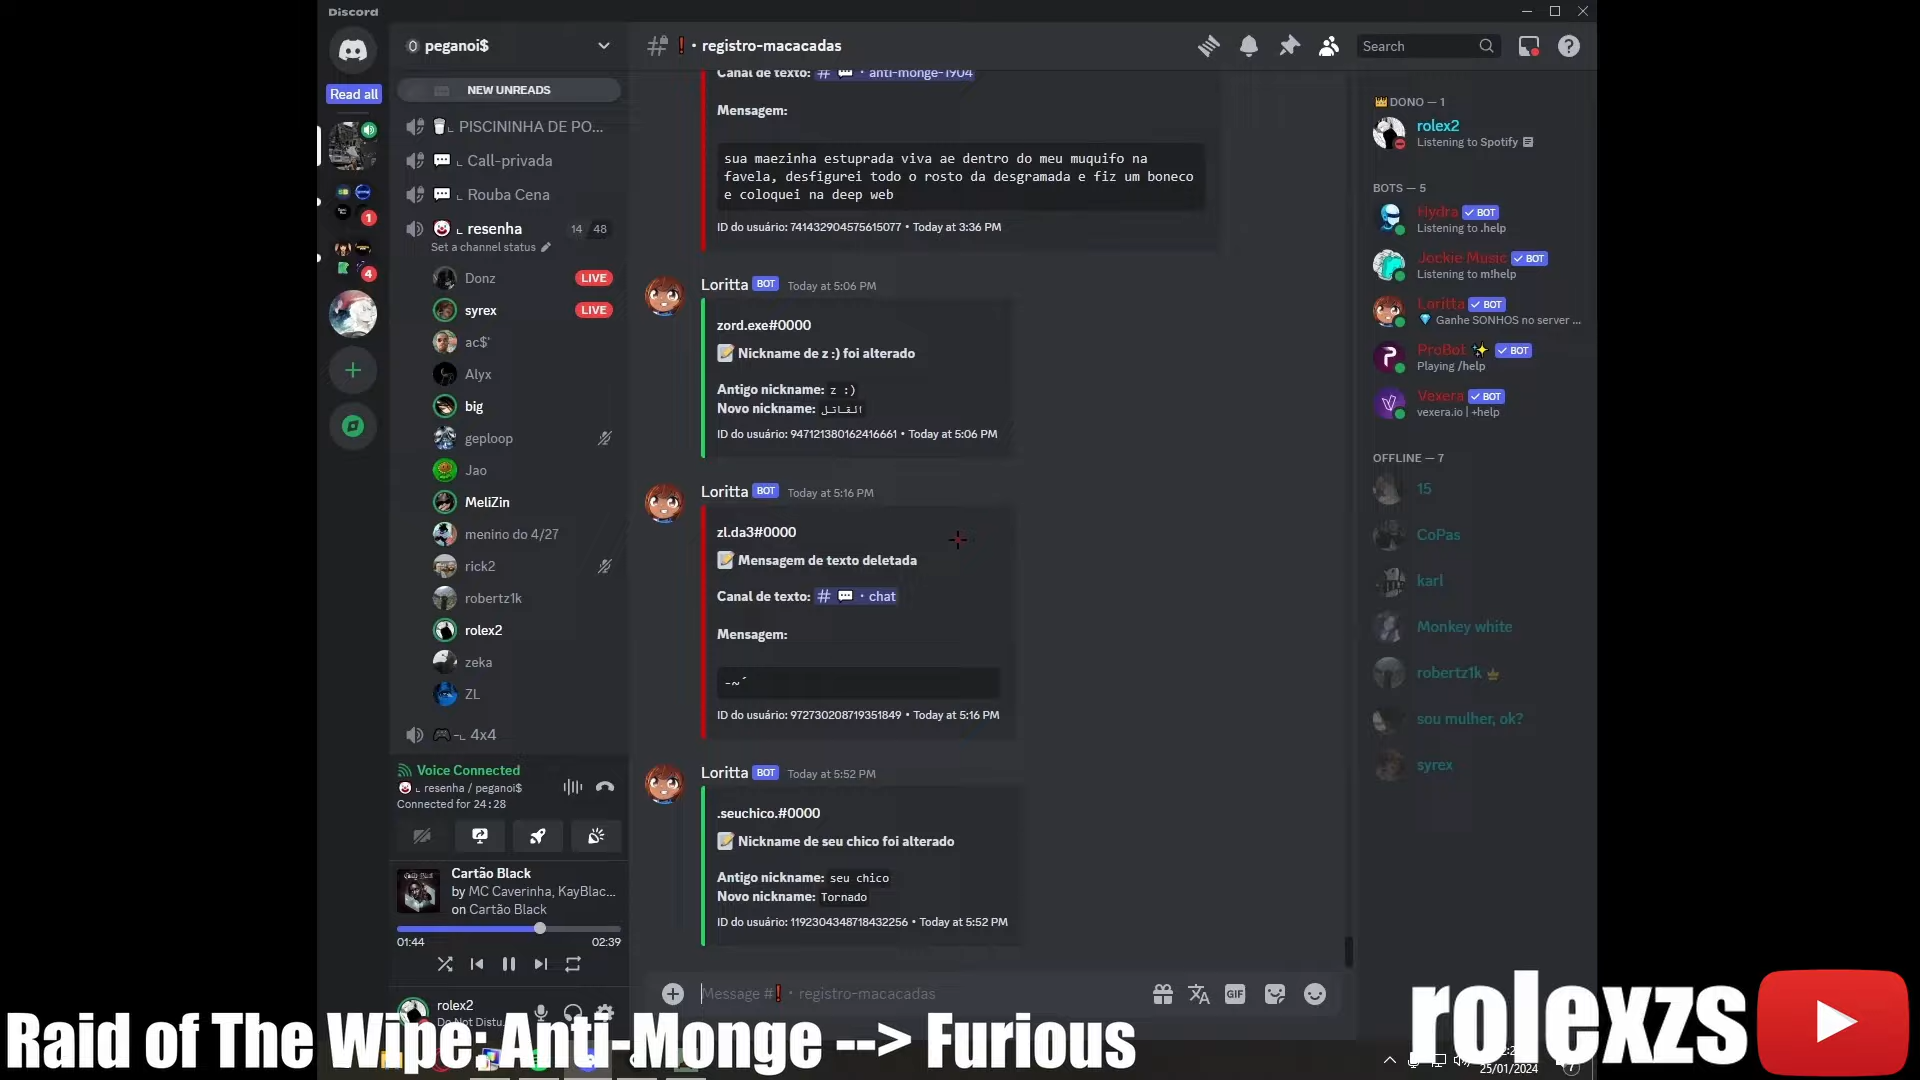 Discord
peganoi$
❗ · registro-macacadas
Search
Read all
NEW UNREADS
PISCININHA DE PO...
Call-privada
Rouba Cena
resenha 14 48
Set a channel status
Donz LIVE
syrex LIVE
ac$'
Alyx
big
geploop
Jao
MeliZin
menino do 4/27
rick2
robertz1k
rolex2
zeka
ZL
4x4
1
4
Voice Connected
resenha / peganoi$
Connected for 24:28
Cartão Black
by MC Caverinha, KayBlac...
on Cartão Black
01:44 02:39
rolex2
Do Not Distu
Canal de texto: # 💬 · anti-monge-1904
Mensagem:
sua maezinha estuprada viva ae dentro do meu muquifo na
favela, desfigurei todo o rosto da desgramada e fiz um boneco
e coloquei na deep web
ID do usuário: 741432904575615077 • Today at 3:36 PM
Loritta BOT Today at 5:06 PM
zord.exe#0000
📝 Nickname de z :) foi alterado
Antigo nickname: z :)
Novo nickname: القاتل
ID do usuário: 947121380162416661 • Today at 5:06 PM
Loritta BOT Today at 5:16 PM
zl.da3#0000
📝 Mensagem de texto deletada
Canal de texto: # 💬 · chat
Mensagem:
-~´
ID do usuário: 972730208719351849 • Today at 5:16 PM
Loritta BOT Today at 5:52 PM
.seuchico.#0000
📝 Nickname de seu chico foi alterado
Antigo nickname: seu chico
Novo nickname: Tornado
ID do usuário: 1192304348718432256 • Today at 5:52 PM
Message #❗ · registro-macacadas
GIF
DONO — 1
rolex2
Listening to Spotify
BOTS — 5
Hydra BOT
Listening to .help
Jockie Music BOT
Listening to m!help
Loritta BOT
💎 Ganhe SONHOS no server ...
ProBot ✨ BOT
Playing /help
Vexera BOT
vexera.io | +help
OFFLINE — 7
15
CoPas
karl
Monkey white
robertz1k
sou mulher, ok?
syrex
Raid of The Wipe: Anti-Monge --> Furious
rolexzs
25/01/2024